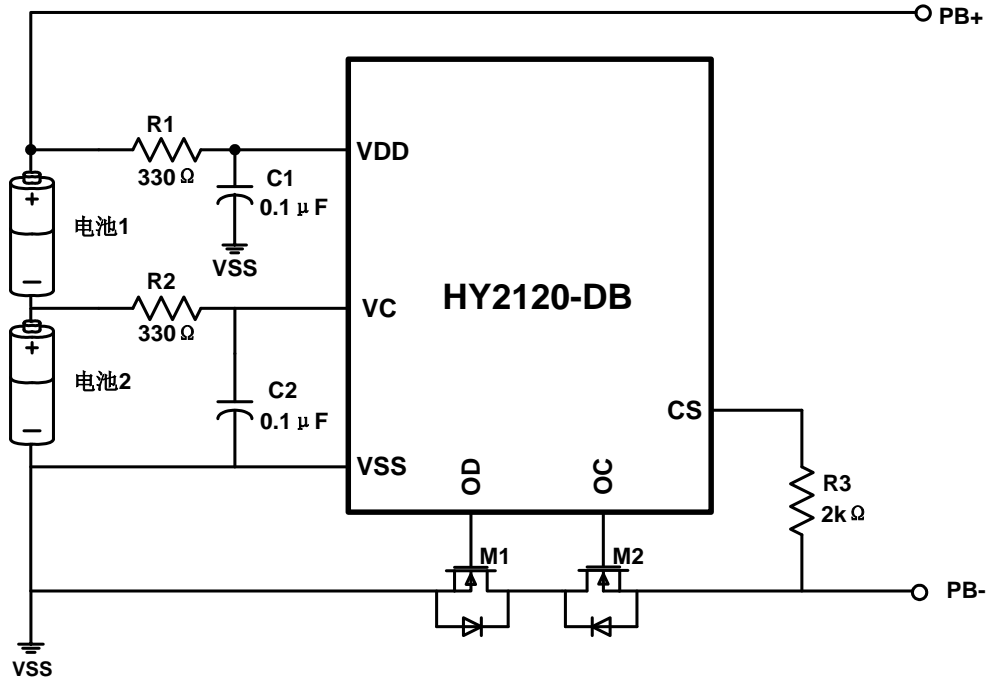 PB+
R1
330Ω
VDD
C1
0.1μF
VSS
+
电池1
−
R2
330Ω
VC
HY2120-DB
+
电池2
−
C2
0.1μF
CS
VSS
OD
OC
R3
2kΩ
M1
M2
PB-
VSS